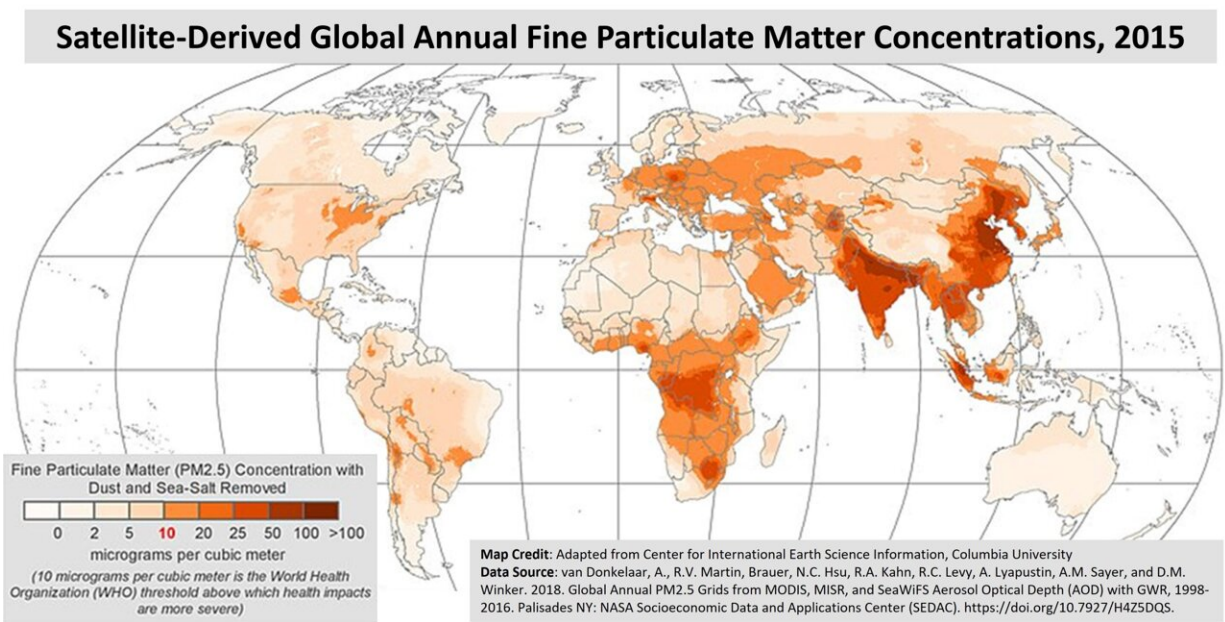 Satellite-Derived Global Annual Fine Particulate Matter Concentrations, 2015
Fine Particulate Matter (PM2.5) Concentration with
Dust and Sea-Salt Removed
0 2 5 10 20 25 50 100 >100
micrograms per cubic meter
(10 micrograms per cubic meter is the World Health
Organization (WHO) threshold above which health impacts
are more severe)
Map Credit: Adapted from Center for International Earth Science Information, Columbia University
Data Source: van Donkelaar, A., R.V. Martin, Brauer, N.C. Hsu, R.A. Kahn, R.C. Levy, A. Lyapustin, A.M. Sayer, and D.M.
Winker. 2018. Global Annual PM2.5 Grids from MODIS, MISR, and SeaWiFS Aerosol Optical Depth (AOD) with GWR, 1998-
2016. Palisades NY: NASA Socioeconomic Data and Applications Center (SEDAC). https://doi.org/10.7927/H4Z5DQS.